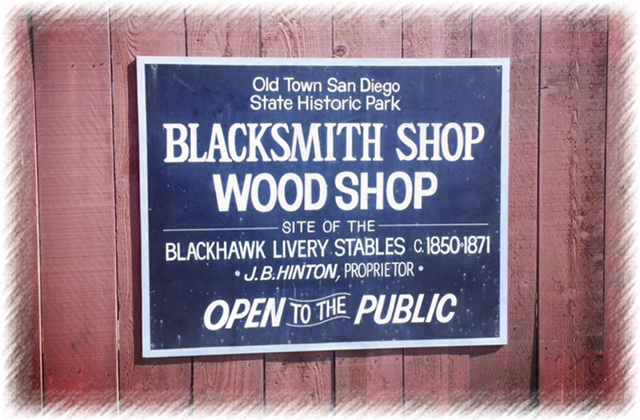 Old Town San Diego
State Historic Park
BLACKSMITH SHOP
WOOD SHOP
SITE OF THE
BLACKHAWK LIVERY STABLES C. 1850·1871
• J.B. HINTON, PROPRIETOR •
OPEN TO THE PUBLIC